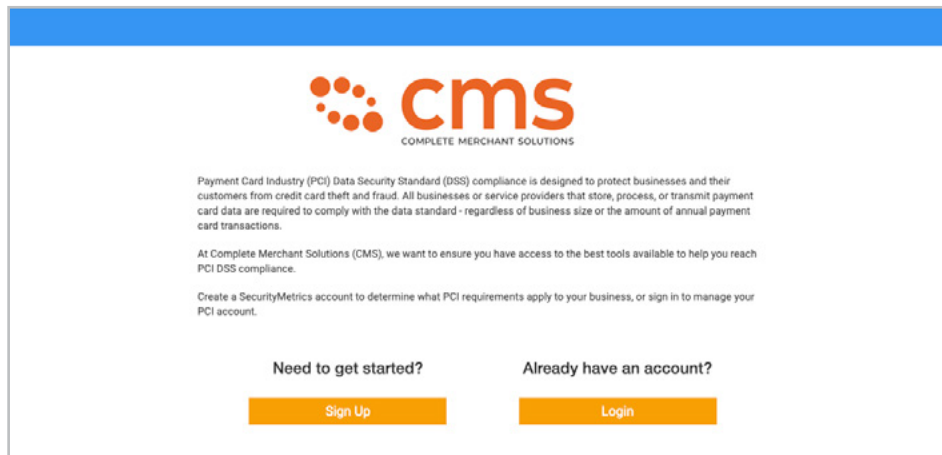 cms
COMPLETE MERCHANT SOLUTIONS
Payment Card Industry (PCI) Data Security Standard (DSS) compliance is designed to protect businesses and their
customers from credit card theft and fraud. All businesses or service providers that store, process, or transmit payment
card data are required to comply with the data standard - regardless of business size or the amount of annual payment
card transactions.
At Complete Merchant Solutions (CMS), we want to ensure you have access to the best tools available to help you reach
PCI DSS compliance.
Create a SecurityMetrics account to determine what PCI requirements apply to your business, or sign in to manage your
PCI account.
Need to get started?
Already have an account?
Sign Up
Login